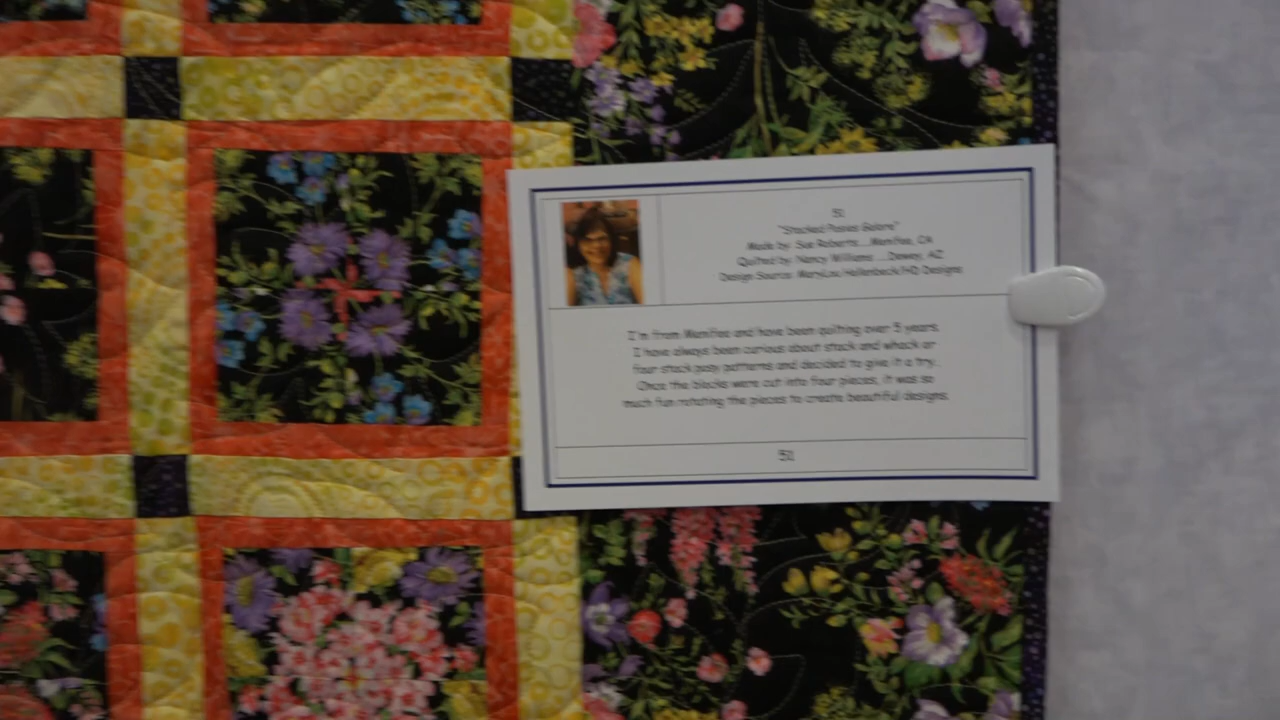 51
"Stacked Posies Galore"
Made by: Sue Roberts...Menifee, CA
Quilted by: Nancy Williams ...Dewey, AZ
Design Source: MaryLou Hallenbeck/HD Designs
I'm from Menifee and have been quilting over 5 years.
I have always been curious about stack and whack or
four stack posy patterns and decided to give it a try.
Once the blocks were cut into four pieces, it was so
much fun rotating the pieces to create beautiful designs.
51